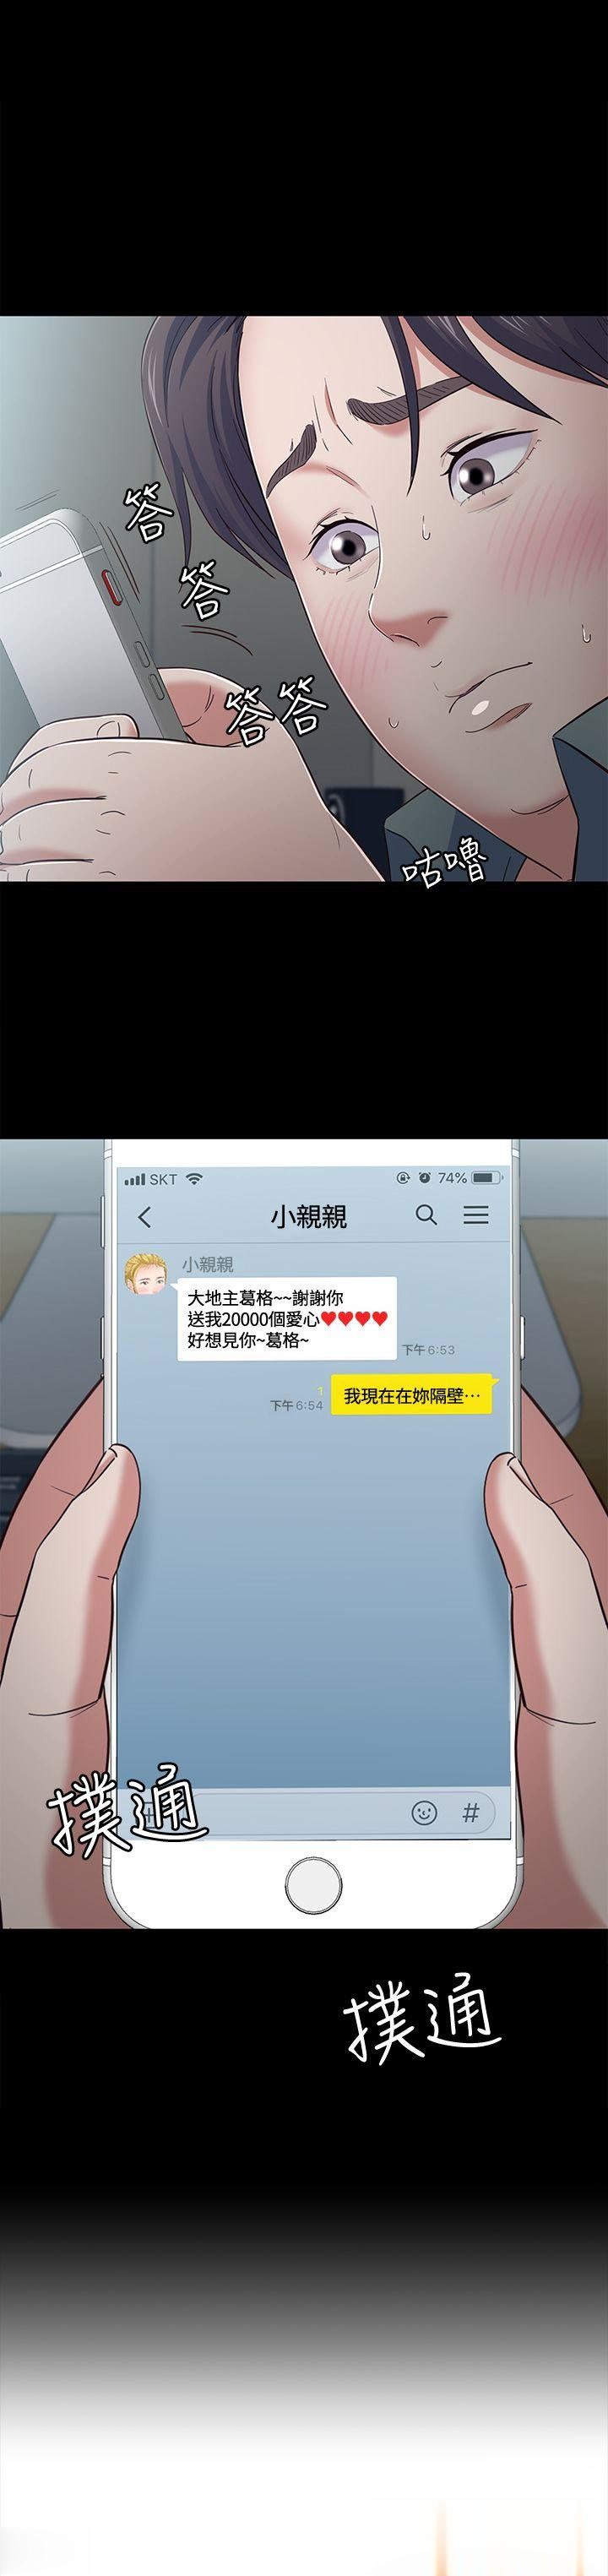 答
答
答答
咕嚕
SKT 74%
小親親
小親親
大地主葛格~~謝謝你
送我20000個愛心♥♥♥♥
好想見你~葛格~
下午6:53
1
下午6:54
我現在在妳隔壁⋯
+
#
撲通
撲通